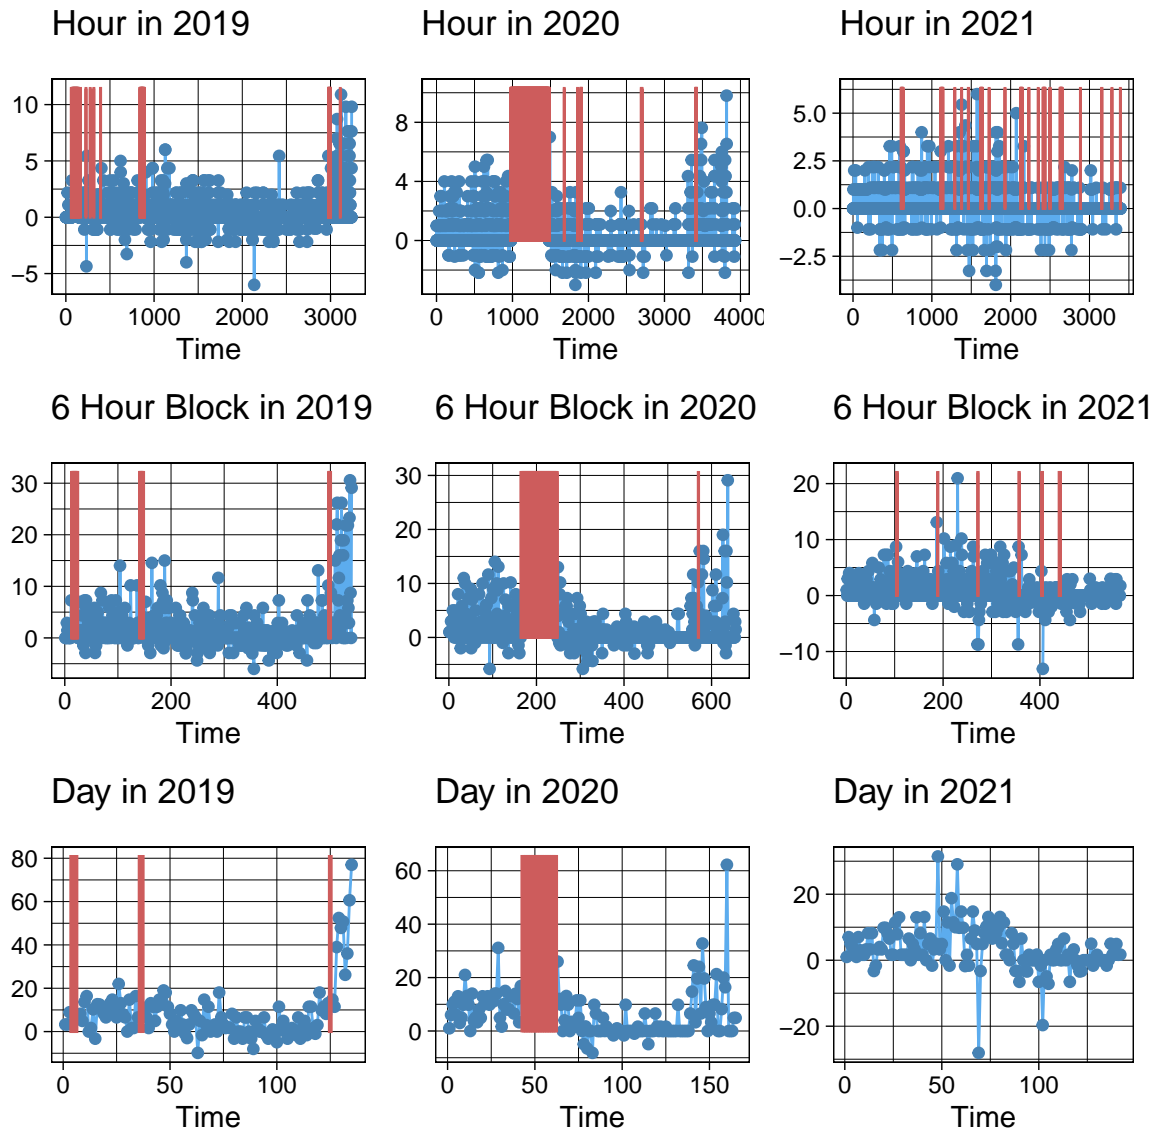 Hour in 2019
Hour in 2020
Hour in 2021
10
5
0
−5
0 1000 2000 3000
Time
8
4
0
0 1000 2000 3000 4000
Time
5.0
2.5
0.0
−2.5
0 1000 2000 3000
Time
6 Hour Block in 2019
6 Hour Block in 2020
6 Hour Block in 2021
30
20
10
0
0 200 400
Time
30
20
10
0
0 200 400 600
Time
20
10
0
−10
0 200 400
Time
Day in 2019
Day in 2020
Day in 2021
80
60
40
20
0
0 50 100
Time
60
40
20
0
0 50 100 150
Time
20
0
−20
0 50 100
Time